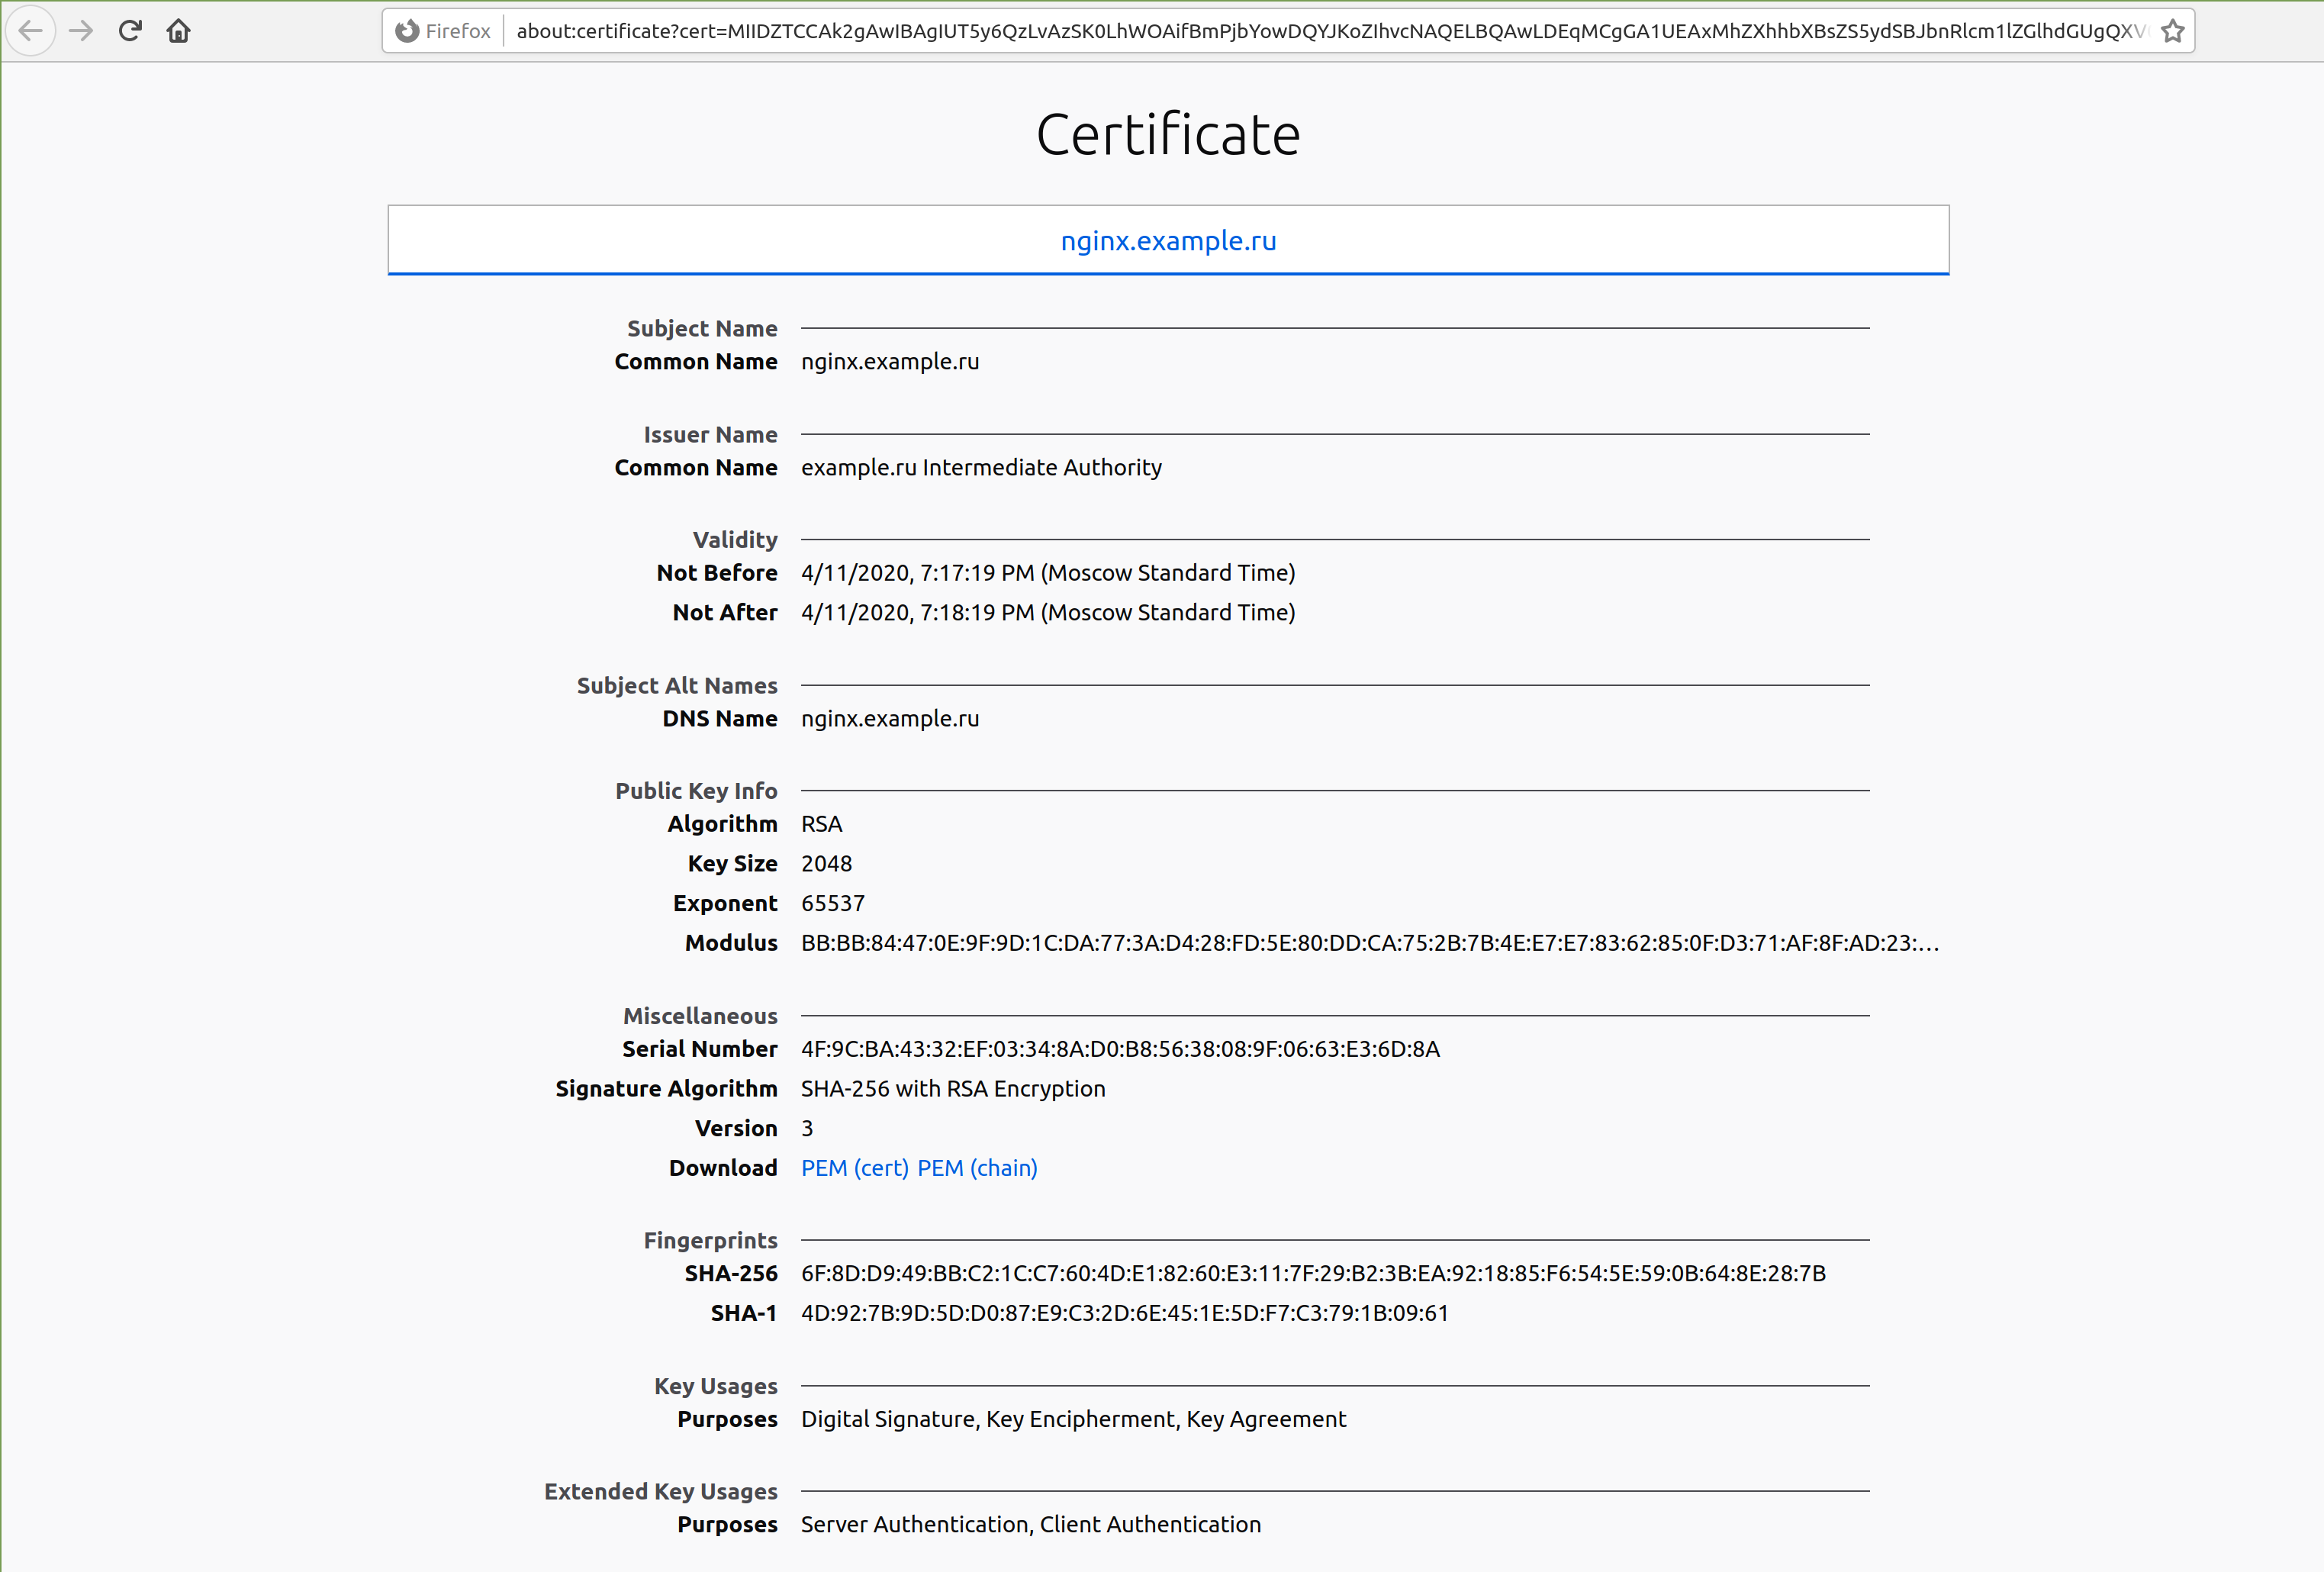 Firefox about:certificate?cert=MIIDZTCCAk2gAwIBAgIUT5y6QzLvAzSK0LhWOAifBmPjbYowDQYJKoZIhvcNAQELBQAwLDEqMCgGA1UEAxMhZXhhbXBsZS5ydSBJbnRlcm1lZGlhdGUgQXV
Certificate
nginx.example.ru
Subject Name
Common Name nginx.example.ru
Issuer Name
Common Name example.ru Intermediate Authority
Validity
Not Before 4/11/2020, 7:17:19 PM (Moscow Standard Time)
Not After 4/11/2020, 7:18:19 PM (Moscow Standard Time)
Subject Alt Names
DNS Name nginx.example.ru
Public Key Info
Algorithm RSA
Key Size 2048
Exponent 65537
Modulus BB:BB:84:47:0E:9F:9D:1C:DA:77:3A:D4:28:FD:5E:80:DD:CA:75:2B:7B:4E:E7:E7:83:62:85:0F:D3:71:AF:8F:AD:23:…
Miscellaneous
Serial Number 4F:9C:BA:43:32:EF:03:34:8A:D0:B8:56:38:08:9F:06:63:E3:6D:8A
Signature Algorithm SHA-256 with RSA Encryption
Version 3
Download PEM (cert) PEM (chain)
Fingerprints
SHA-256 6F:8D:D9:49:BB:C2:1C:C7:60:4D:E1:82:60:E3:11:7F:29:B2:3B:EA:92:18:85:F6:54:5E:59:0B:64:8E:28:7B
SHA-1 4D:92:7B:9D:5D:D0:87:E9:C3:2D:6E:45:1E:5D:F7:C3:79:1B:09:61
Key Usages
Purposes Digital Signature, Key Encipherment, Key Agreement
Extended Key Usages
Purposes Server Authentication, Client Authentication